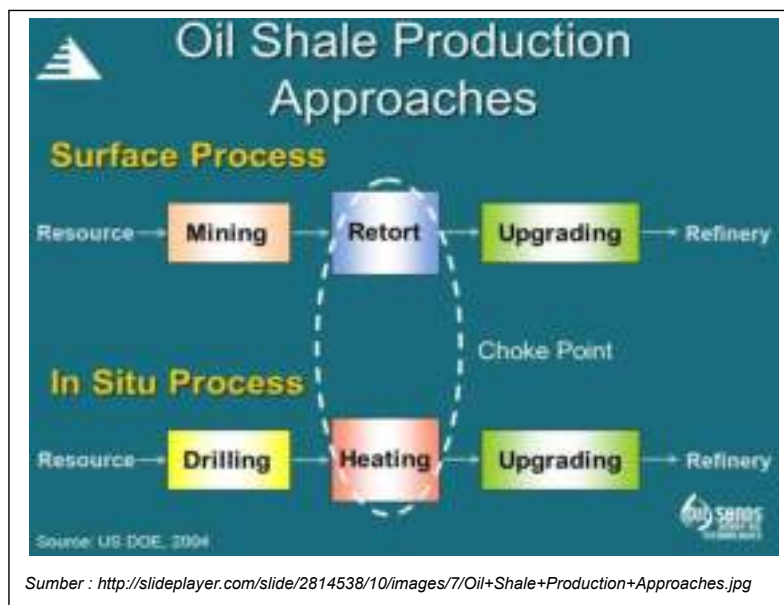 Oil Shale Production
Approaches
Surface Process
Resource
Mining
Retort
Upgrading
Refinery
Choke Point
In Situ Process
Resource
Drilling
Heating
Upgrading
Refinery
Source: US DOE, 2004
Sumber : http://slideplayer.com/slide/2814538/10/images/7/Oil+Shale+Production+Approaches.jpg